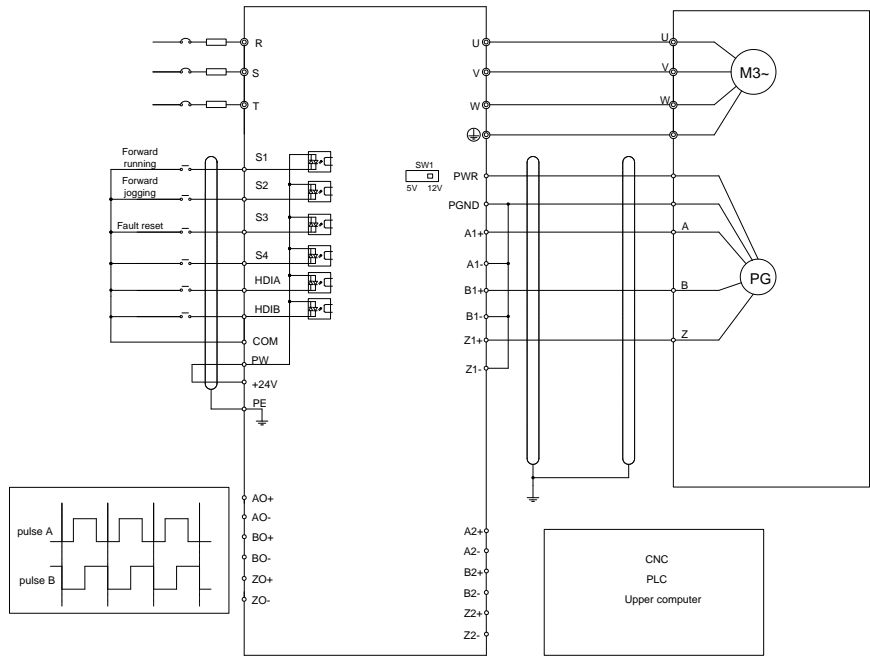 R
S
T
U
V
W
U
V
W
M3~
Forward
running
Forward
jogging
Fault reset
S1
S2
S3
S4
HDIA
HDIB
COM
PW
+24V
PE
SW1
5V 12V
PWR
PGND
A1+
A1-
B1+
B1-
Z1+
Z1-
A
B
Z
PG
pulse A
pulse B
AO+
AO-
BO+
BO-
ZO+
ZO-
A2+
A2-
B2+
B2-
Z2+
Z2-
CNC
PLC
Upper computer